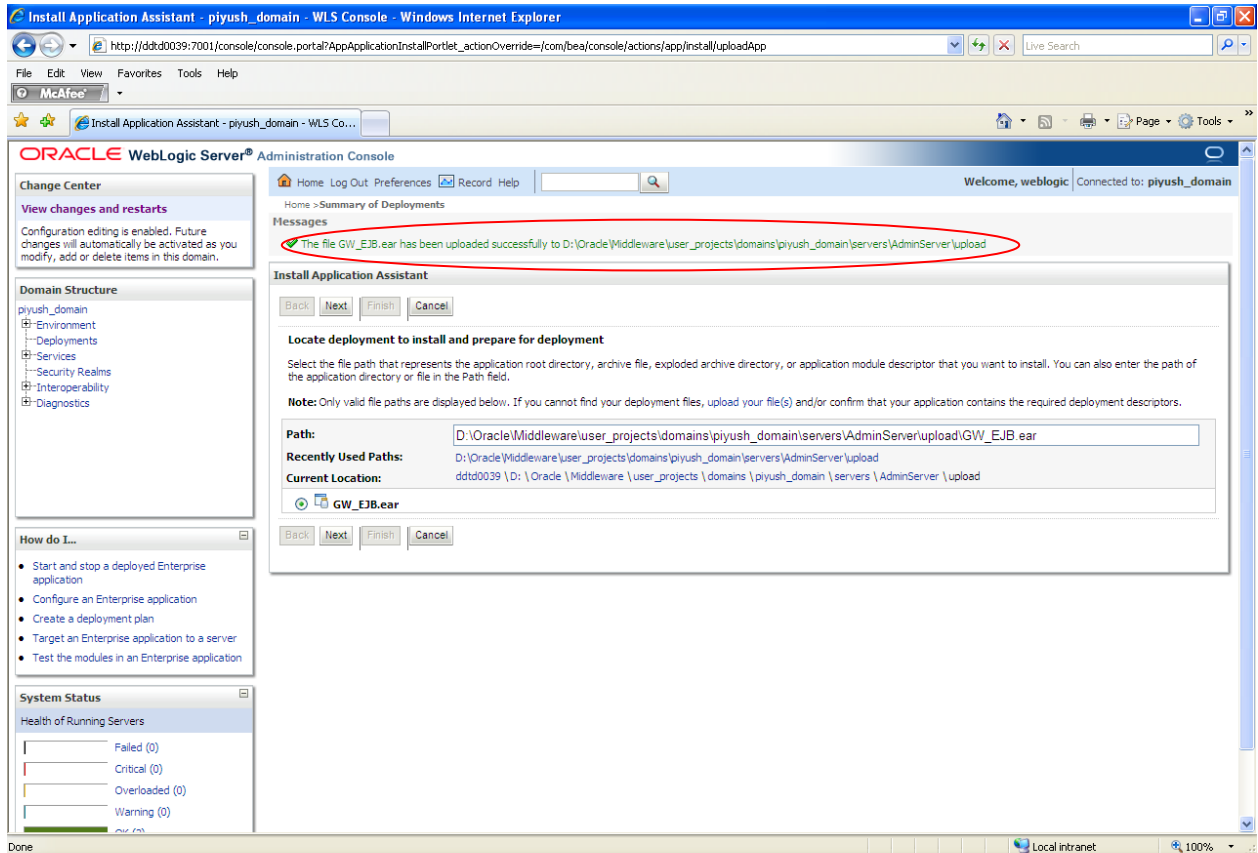 Install Application Assistant - piyush_domain - WLS Console - Windows Internet Explorer
http://ddtd0039:7001/console/console.portal?AppApplicationInstallPortlet_actionOverride=/com/bea/console/actions/app/install/uploadApp
Live Search
File Edit View Favorites Tools Help
McAfee
Install Application Assistant - piyush_domain - WLS Co...
Page Tools
ORACLE WebLogic Server® Administration Console
Change Center
View changes and restarts
Configuration editing is enabled. Future
changes will automatically be activated as you
modify, add or delete items in this domain.
Domain Structure
piyush_domain
Environment
Deployments
Services
Security Realms
Interoperability
Diagnostics
How do I...
Start and stop a deployed Enterprise
application
Configure an Enterprise application
Create a deployment plan
Target an Enterprise application to a server
Test the modules in an Enterprise application
System Status
Health of Running Servers
Failed (0)
Critical (0)
Overloaded (0)
Warning (0)
Home Log Out Preferences Record Help
Welcome, weblogic Connected to: piyush_domain
Home >Summary of Deployments
Messages
The file GW_EJB.ear has been uploaded successfully to D:\Oracle\Middleware\user_projects\domains\piyush_domain\servers\AdminServer\upload
Install Application Assistant
Back Next Finish Cancel
Locate deployment to install and prepare for deployment
Select the file path that represents the application root directory, archive file, exploded archive directory, or application module descriptor that you want to install. You can also enter the path of
the application directory or file in the Path field.
Note: Only valid file paths are displayed below. If you cannot find your deployment files, upload your file(s) and/or confirm that your application contains the required deployment descriptors.
Path: D:\Oracle\Middleware\user_projects\domains\piyush_domain\servers\AdminServer\upload\GW_EJB.ear
Recently Used Paths: D:\Oracle\Middleware\user_projects\domains\piyush_domain\servers\AdminServer\upload
Current Location: ddtd0039 \ D: \ Oracle \ Middleware \ user_projects \ domains \ piyush_domain \ servers \ AdminServer \ upload
GW_EJB.ear
Back Next Finish Cancel
Done
Local intranet
100%